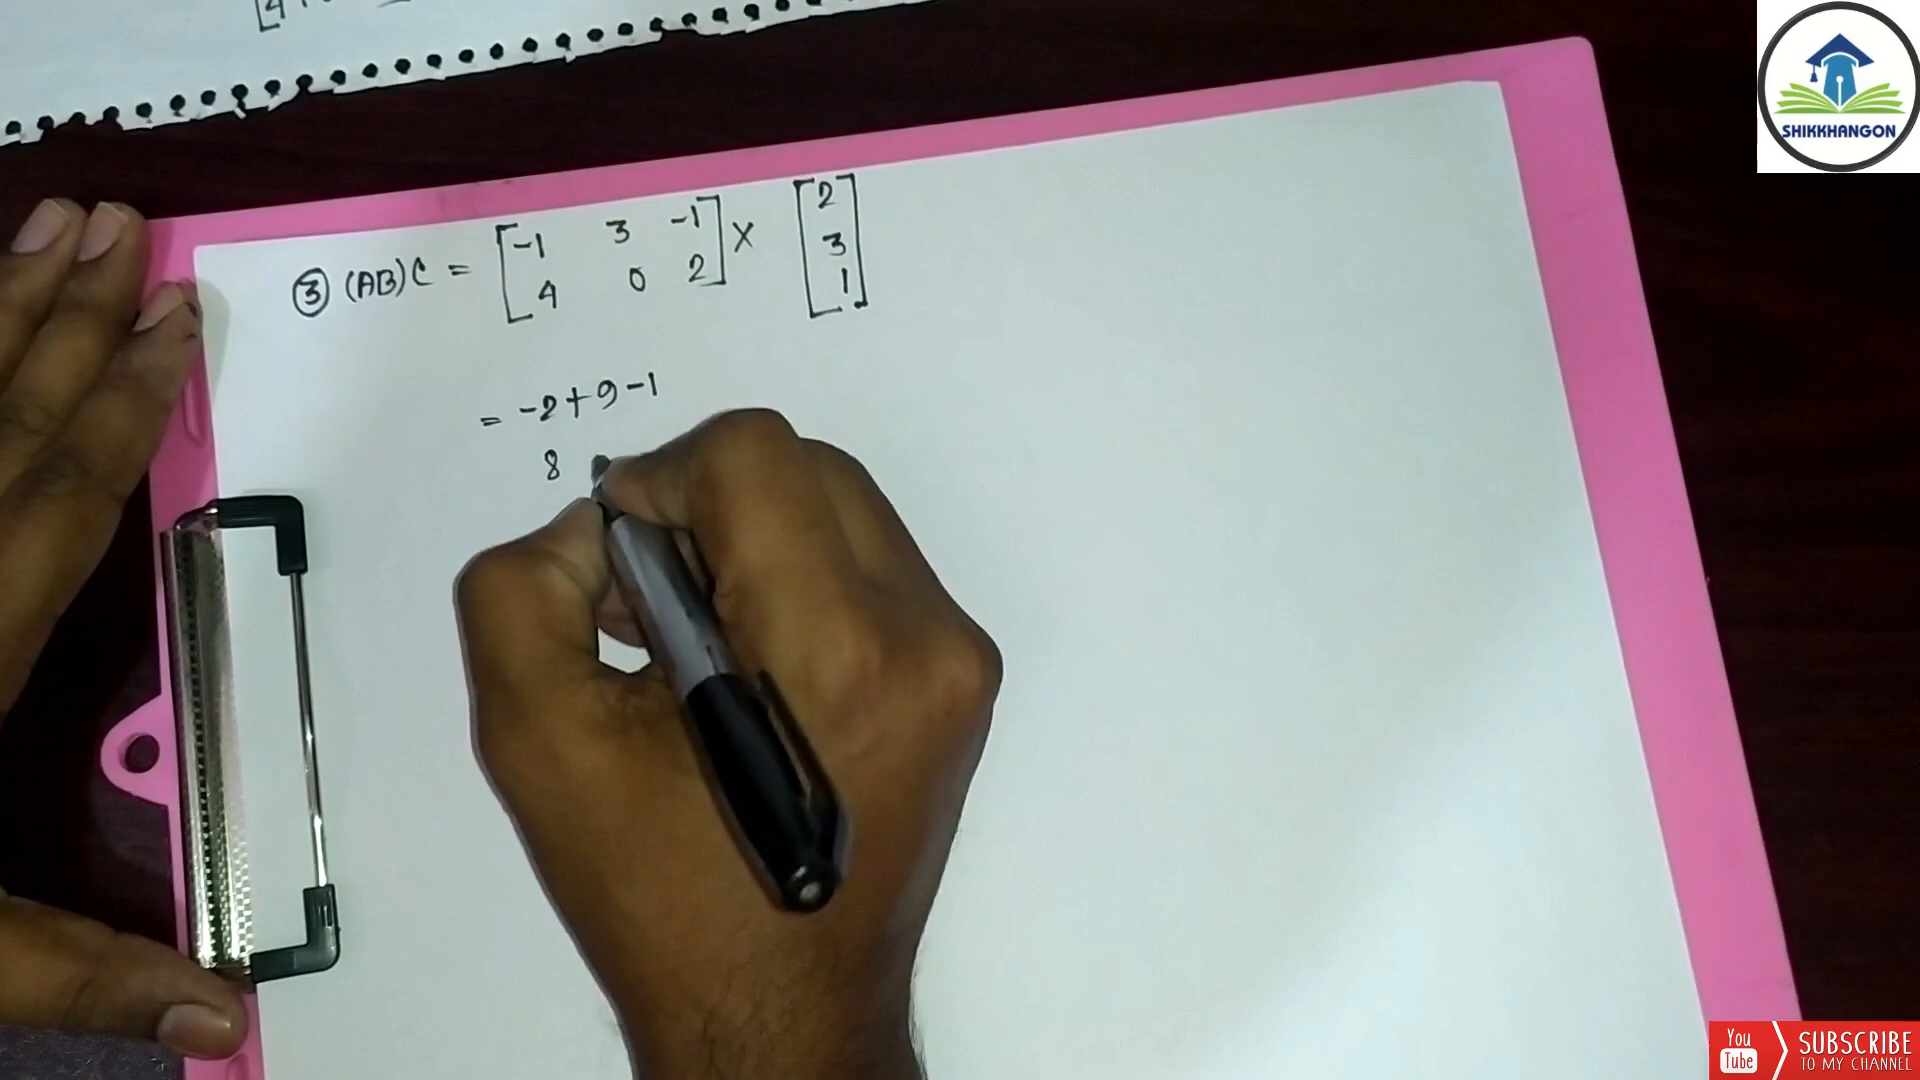 SHIKKHANGON
③ (AB)C = [-1 3 -1] × [2]
[4 0 2] [3]
[1]
= -2+9-1
8
You Tube SUBSCRIBE
TO MY CHANNEL